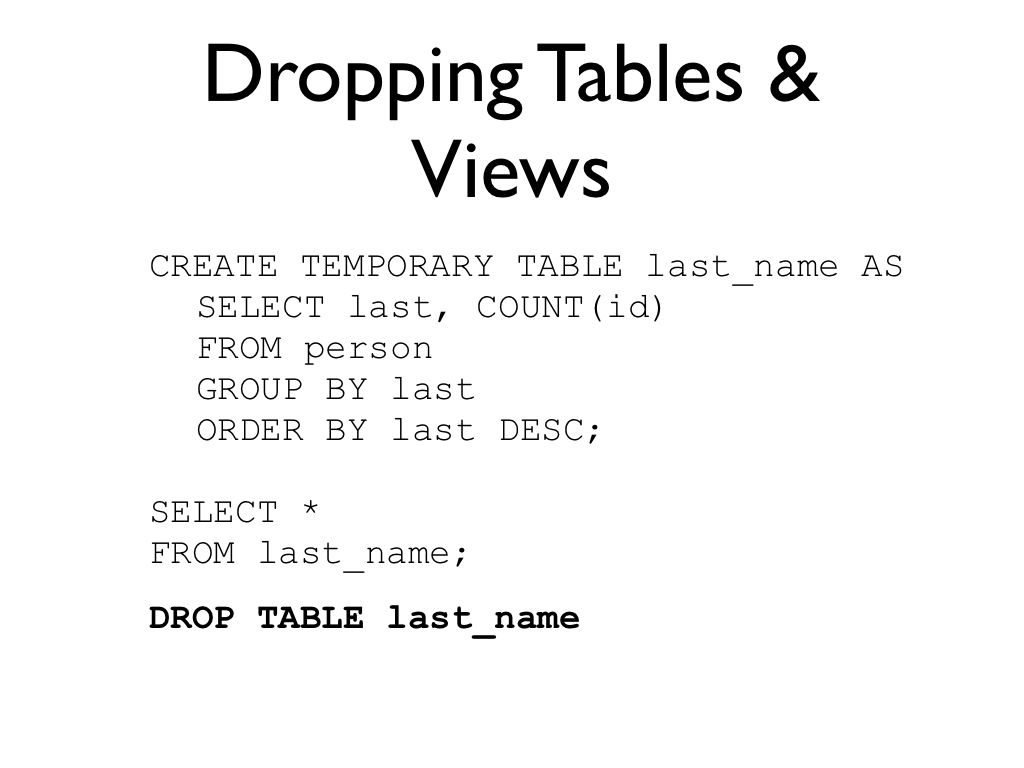 Dropping Tables &
Views
CREATE TEMPORARY TABLE last_name AS
SELECT last, COUNT(id)
FROM person
GROUP BY last
ORDER BY last DESC;
SELECT *
FROM last_name;
DROP TABLE last_name